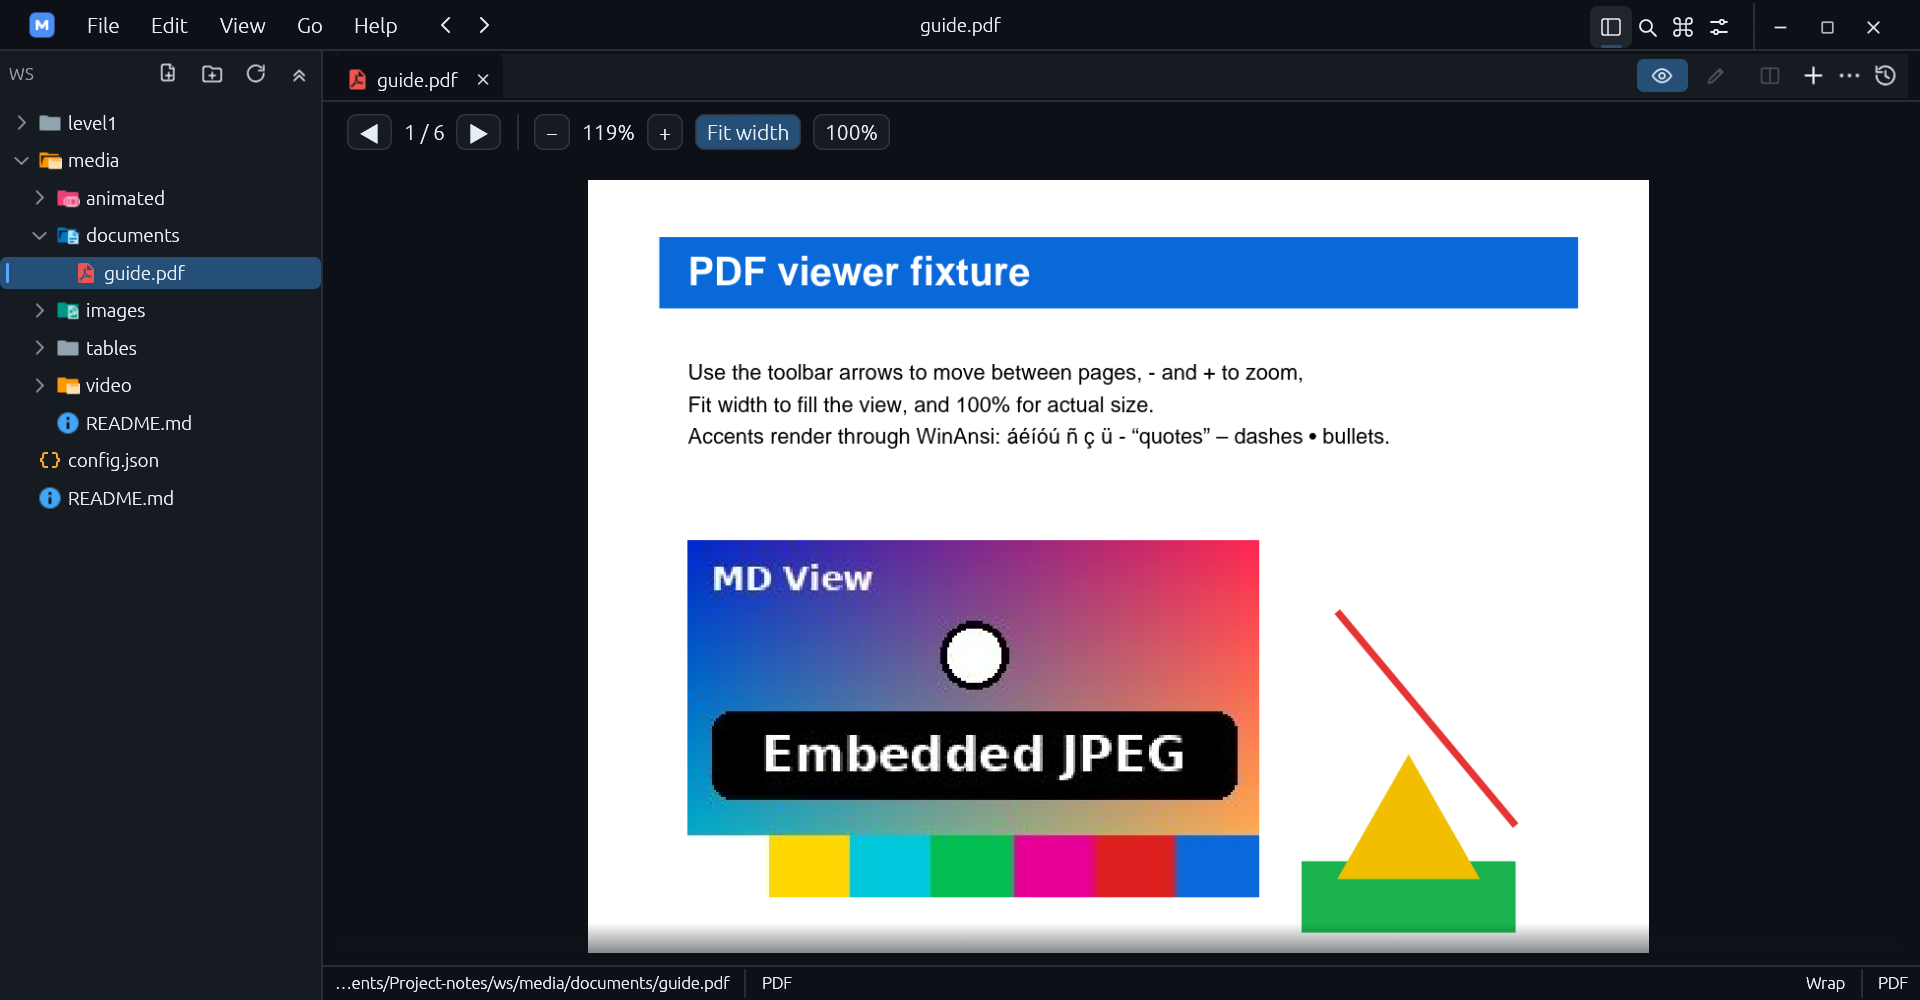 M File Edit View Go Help guide.pdf
WS
level1
media
animated
documents
guide.pdf
images
tables
video
README.md
config.json
README.md
guide.pdf
1 / 6 − 119% + Fit width 100%
PDF viewer fixture
Use the toolbar arrows to move between pages, - and + to zoom,
Fit width to fill the view, and 100% for actual size.
Accents render through WinAnsi: áéíóú ñ ç ü - “quotes” – dashes • bullets.
MD View
Embedded JPEG
…ents/Project-notes/ws/media/documents/guide.pdf PDF Wrap PDF